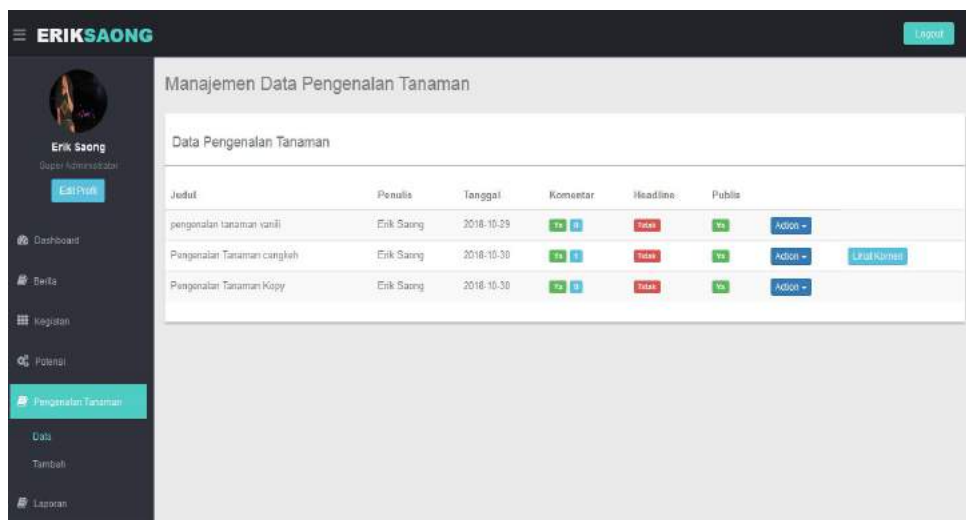 ERIKSAONG
Logout
Erik Saong
Super Administrator
Edit Profil
Dashboard
Berita
Kegiatan
Potensi
Pengenalan Tanaman
Data
Tambah
Laporan
Manajemen Data Pengenalan Tanaman
Data Pengenalan Tanaman
Judul Penulis Tanggal Komentar Headline Publis
pengenalan tanaman vanili Erik Saong 2018-10-29 Ya 0 Tidak Ya Action
Pengenalan Tanaman cengkeh Erik Saong 2018-10-30 Ya 1 Tidak Ya Action Lihat Komen
Pengenalan Tanaman Kopy Erik Saong 2018-10-30 Ya 0 Tidak Ya Action